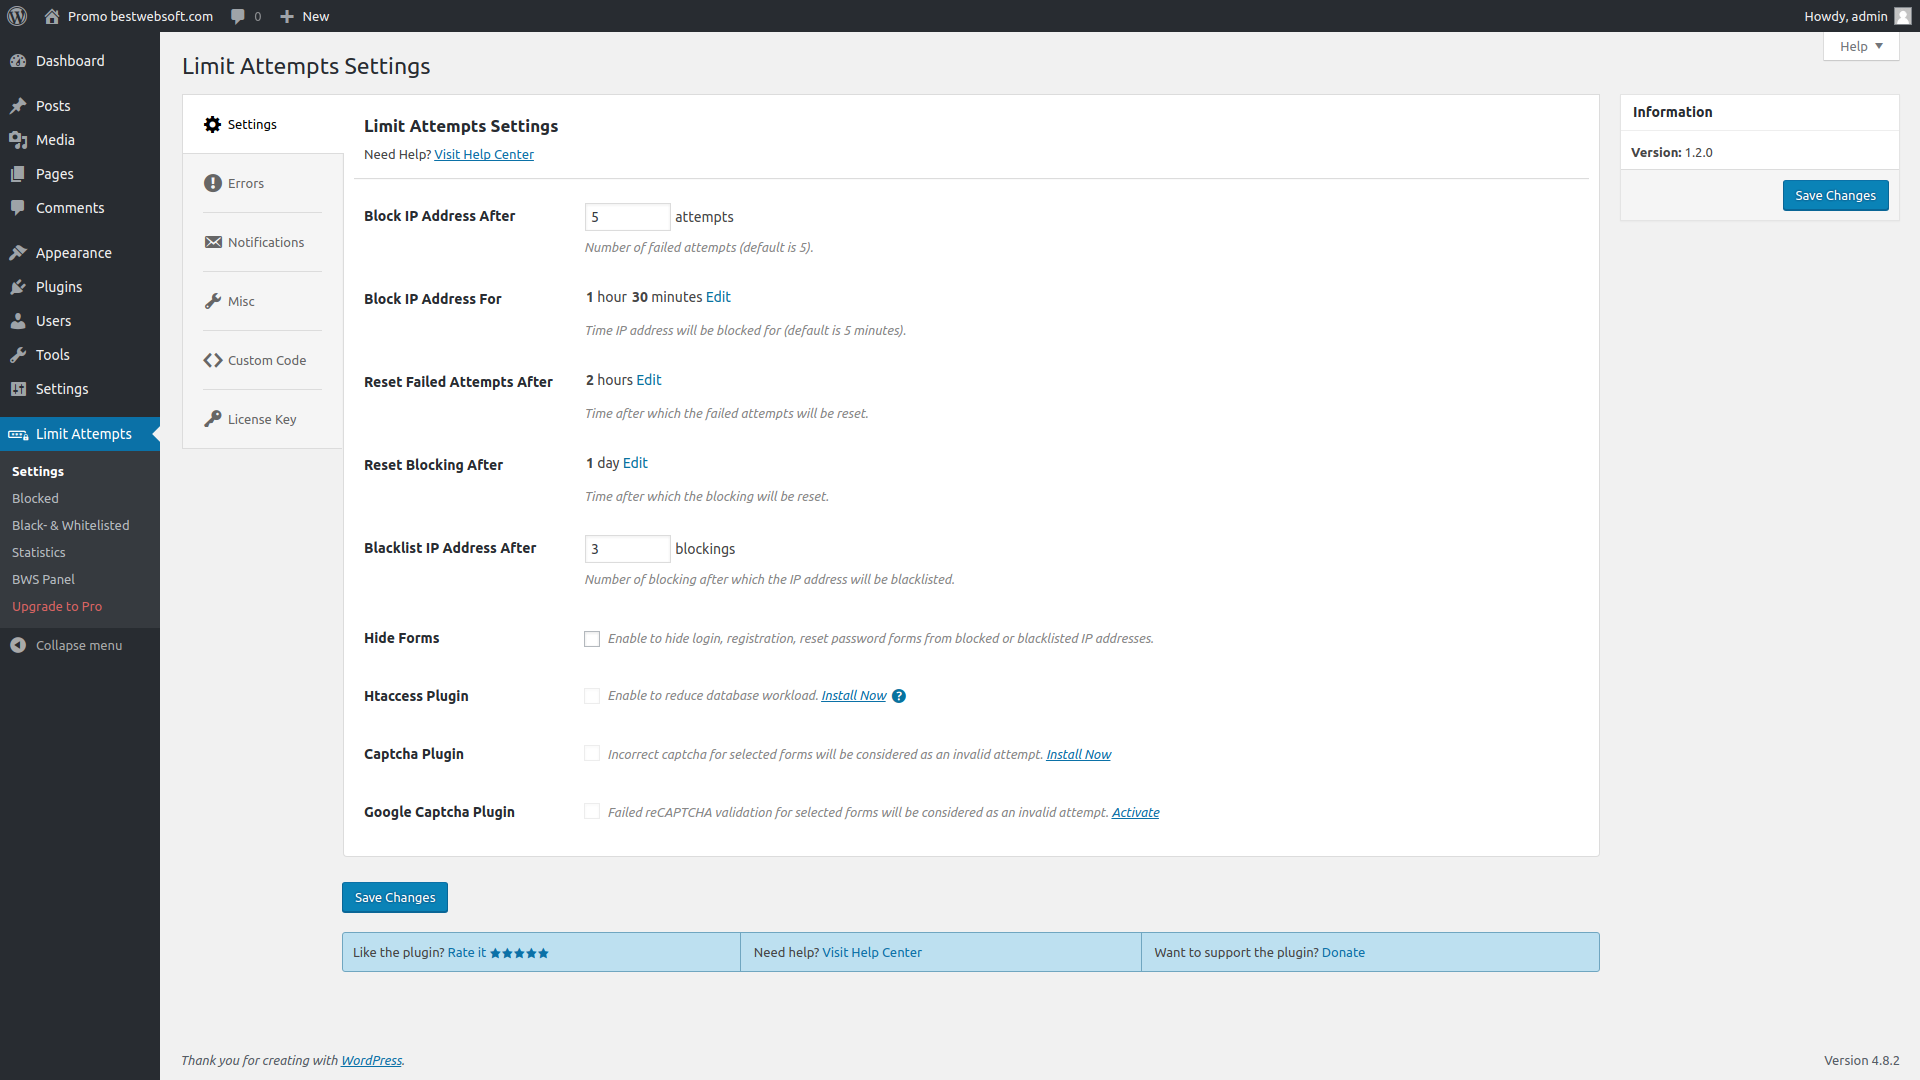 Promo bestwebsoft.com 0 New Howdy, admin
Help
Dashboard
Posts
Media
Pages
Comments
Appearance
Plugins
Users
Tools
Settings
Limit Attempts
Settings
Blocked
Black- & Whitelisted
Statistics
BWS Panel
Upgrade to Pro
Collapse menu
Limit Attempts Settings
Settings
Errors
Notifications
Misc
Custom Code
License Key
Limit Attempts Settings
Need Help? Visit Help Center
Block IP Address After 5 attempts
Number of failed attempts (default is 5).
Block IP Address For 1 hour 30 minutes Edit
Time IP address will be blocked for (default is 5 minutes).
Reset Failed Attempts After 2 hours Edit
Time after which the failed attempts will be reset.
Reset Blocking After 1 day Edit
Time after which the blocking will be reset.
Blacklist IP Address After 3 blockings
Number of blocking after which the IP address will be blacklisted.
Hide Forms Enable to hide login, registration, reset password forms from blocked or blacklisted IP addresses.
Htaccess Plugin Enable to reduce database workload. Install Now ?
Captcha Plugin Incorrect captcha for selected forms will be considered as an invalid attempt. Install Now
Google Captcha Plugin Failed reCAPTCHA validation for selected forms will be considered as an invalid attempt. Activate
Save Changes
Like the plugin? Rate it ★★★★★ Need help? Visit Help Center Want to support the plugin? Donate
Information
Version: 1.2.0
Save Changes
Thank you for creating with WordPress. Version 4.8.2